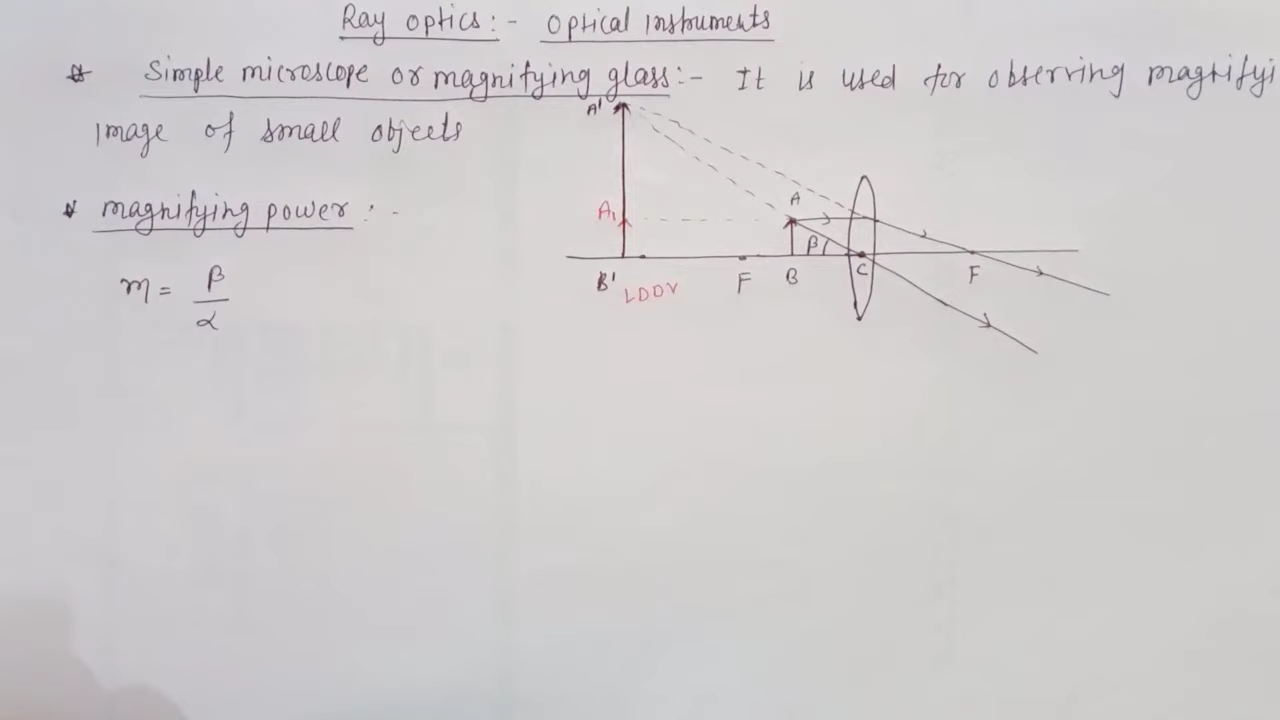 Ray optics:- Optical instruments
* Simple microscope or magnifying glass:- It is used for observing magnifyi
image of small objects
* magnifying power:-
m = β/α
A'
A
A₁
β
B'
LDDV
F
B
C
F